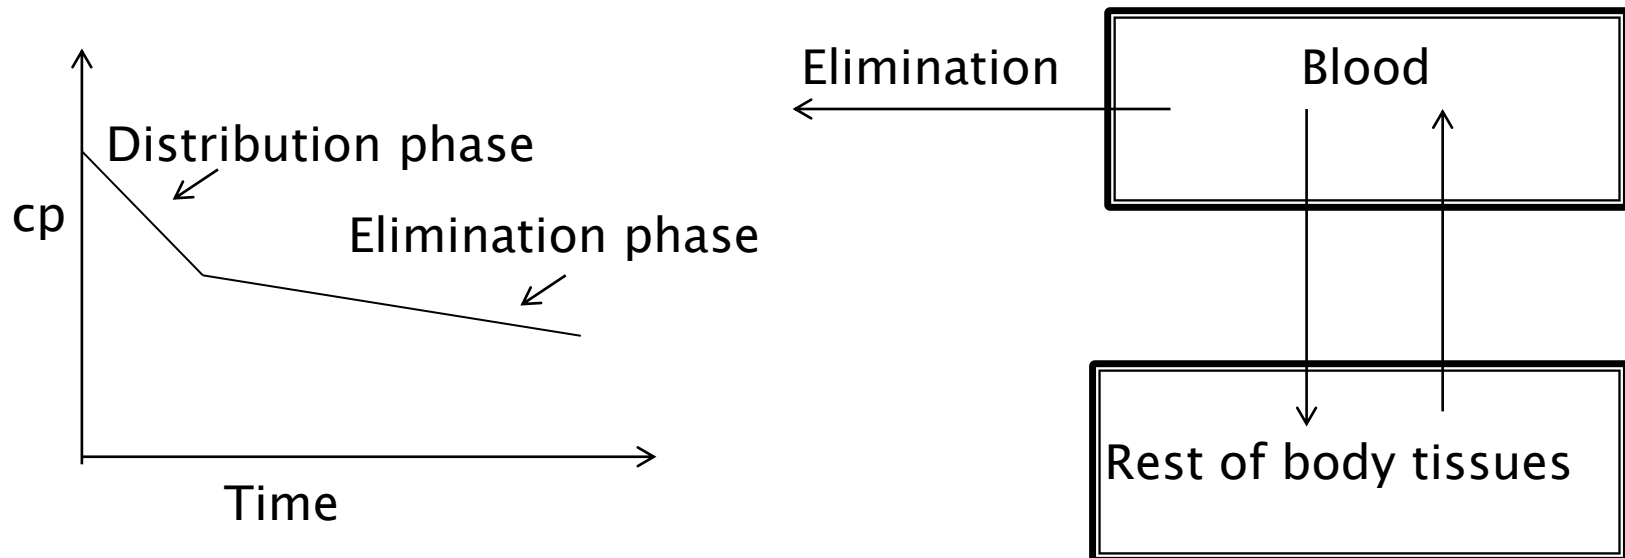 Distribution phase
cp
Elimination phase
Time
Elimination
Blood
Rest of body tissues